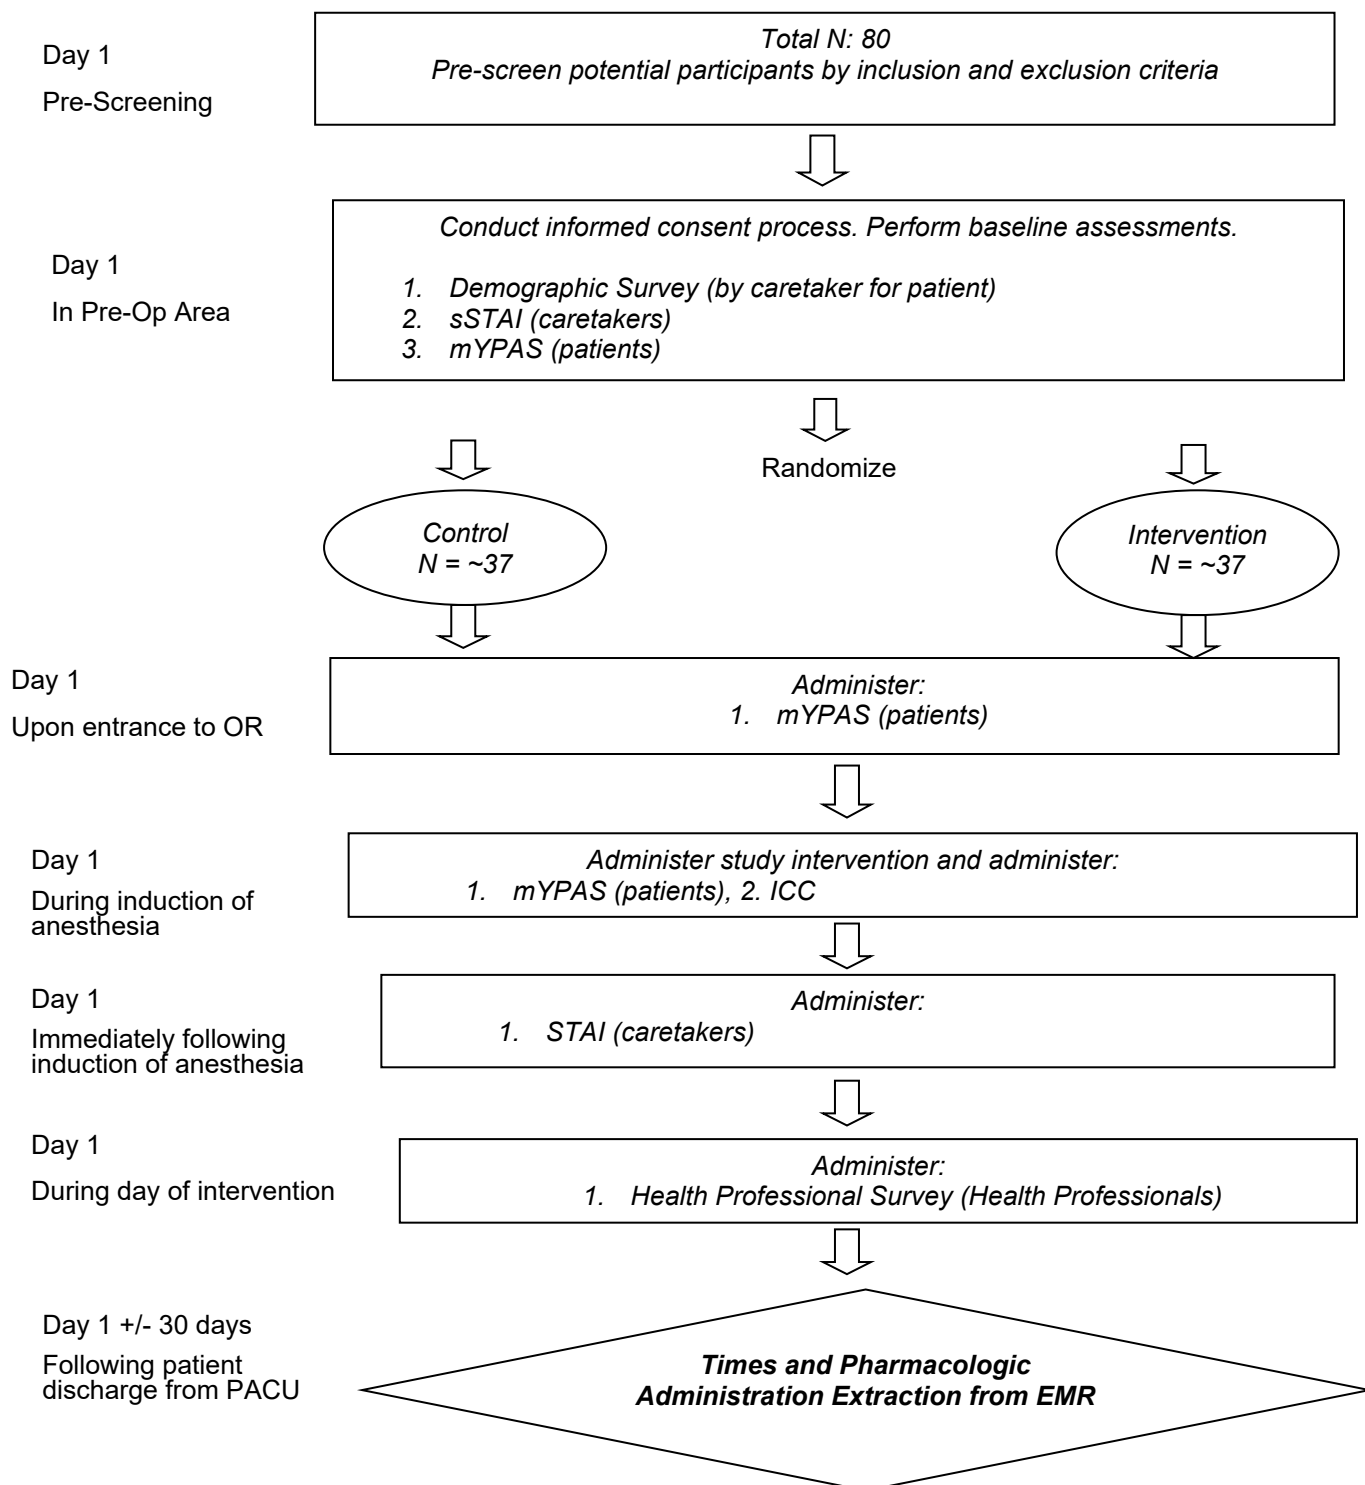 Day 1
Pre-Screening
Total N: 80
Pre-screen potential participants by inclusion and exclusion criteria
Day 1
In Pre-Op Area
Conduct informed consent process. Perform baseline assessments.
1. Demographic Survey (by caretaker for patient)
2. sSTAI (caretakers)
3. mYPAS (patients)
Randomize
Control
N = ~37
Intervention
N = ~37
Day 1
Upon entrance to OR
Administer:
1. mYPAS (patients)
Day 1
During induction of
anesthesia
Administer study intervention and administer:
1. mYPAS (patients), 2. ICC
Day 1
Immediately following
induction of anesthesia
Administer:
1. STAI (caretakers)
Day 1
During day of intervention
Administer:
1. Health Professional Survey (Health Professionals)
Day 1 +/- 30 days
Following patient
discharge from PACU
Times and Pharmacologic
Administration Extraction from EMR